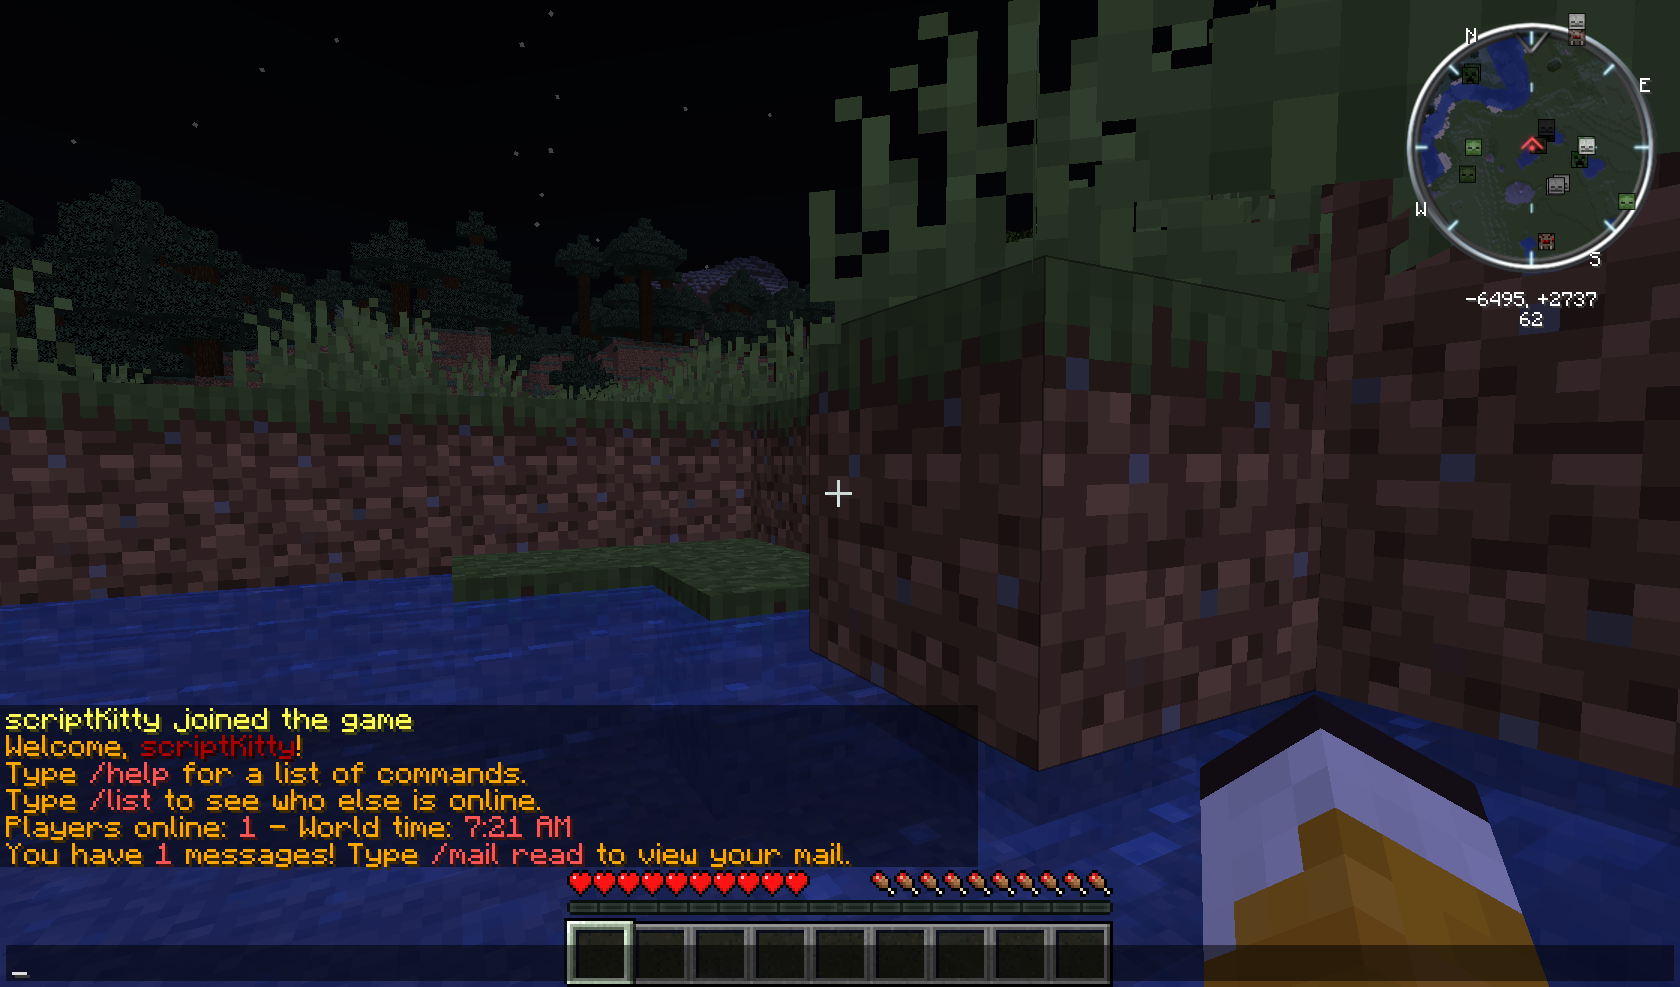 N
E
W
S
-6495, +2737
62
scriptKitty joined the game
Welcome, scriptKitty!
Type /help for a list of commands.
Type /list to see who else is online.
Players online: 1 - World time: 7:21 AM
You have 1 messages! Type /mail read to view your mail.
_